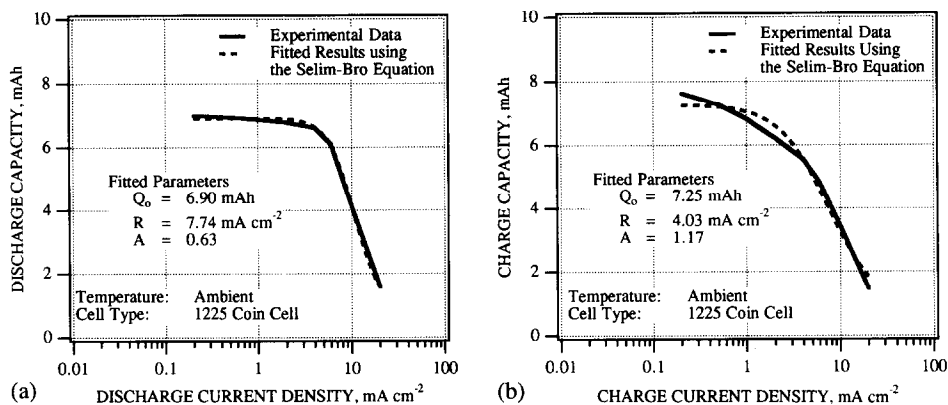 10
8
6
4
2
0
DISCHARGE CAPACITY, mAh
Experimental Data
Fitted Results using
the Selim-Bro Equation
Fitted Parameters
Qₒ = 6.90 mAh
R = 7.74 mA cm⁻²
A = 0.63
Temperature: Ambient
Cell Type: 1225 Coin Cell
0.01 0.1 1 10 100
(a) DISCHARGE CURRENT DENSITY, mA cm⁻²
10
8
6
4
2
0
CHARGE CAPACITY, mAh
Experimental Data
Fitted Results Using
the Selim-Bro Equation
Fitted Parameters
Qₒ = 7.25 mAh
R = 4.03 mA cm⁻²
A = 1.17
Temperature: Ambient
Cell Type: 1225 Coin Cell
0.01 0.1 1 10 100
(b) CHARGE CURRENT DENSITY, mA cm⁻²